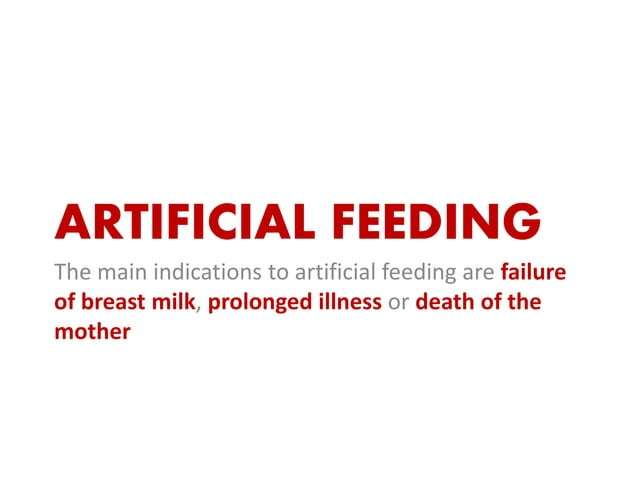 ARTIFICIAL FEEDING
The main indications to artificial feeding are failure
of breast milk, prolonged illness or death of the
mother